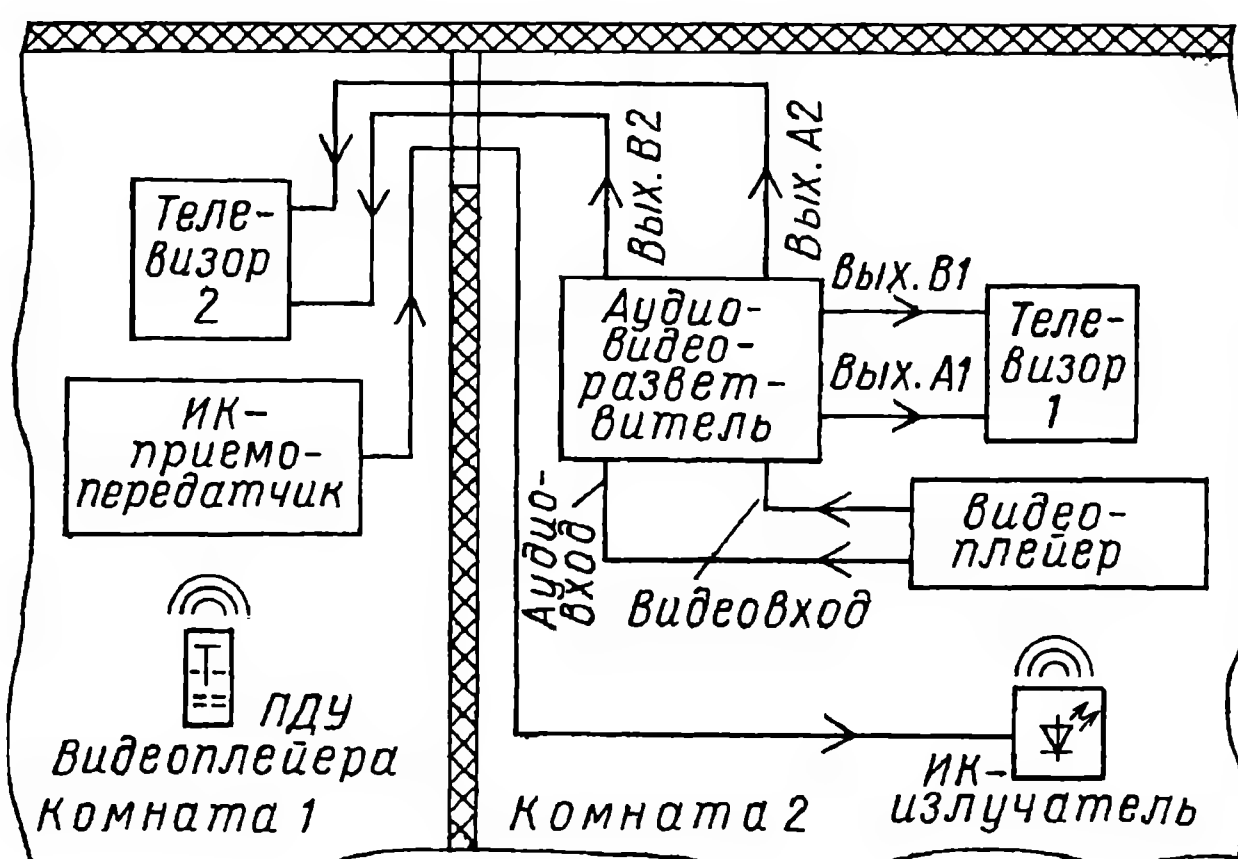 Вых. В2
Вых. А2
Теле-
визор
2
Аудио-
видео-
развет-
витель
Вых. В1
Вых. А1
Теле-
визор
1
ИК-
приемо-
передатчик
Аудио-
вход
Видеовход
Видео-
плейер
ПДУ
Видеоплейера
ИК-
излучатель
Комната 1
Комната 2